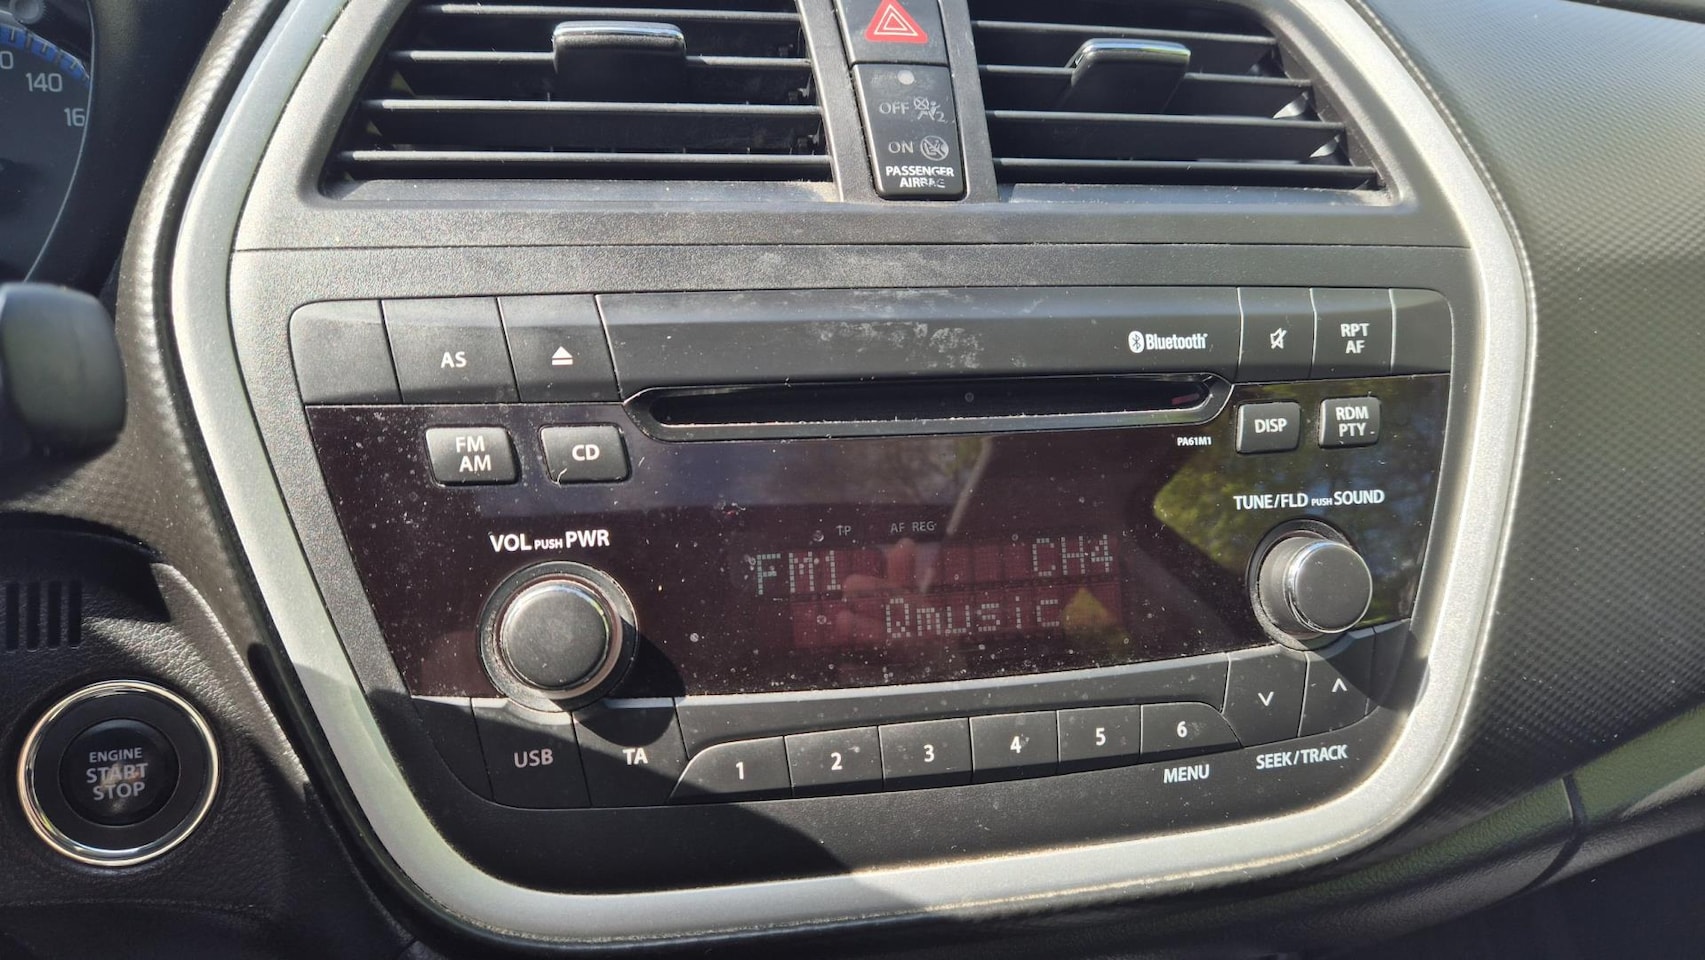 140
16
OFF
2
ON
PASSENGER
AIRBAG
AS
Bluetooth
RPT
AF
FM
AM
CD
PA61M1
DISP
RDM
PTY
VOL PUSH PWR
TUNE/FLD PUSH SOUND
TP AF REG
FM1 CH4
Qmusic
ENGINE
START
STOP
USB
TA
1 2 3 4 5 6
MENU
SEEK/TRACK